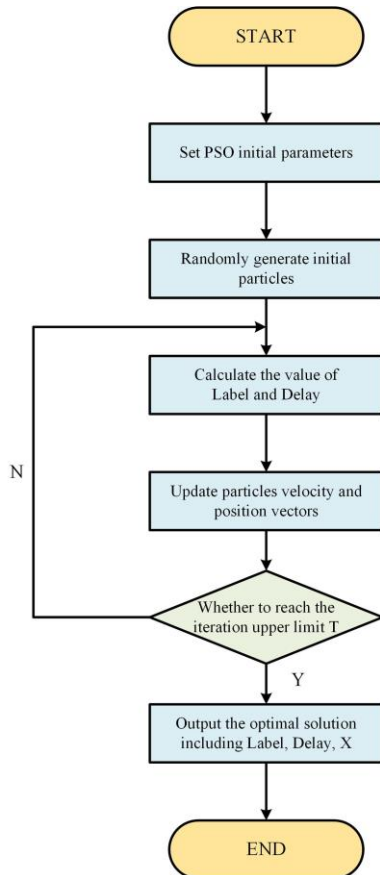 START
Set PSO initial parameters
Randomly generate initial
particles
Calculate the value of
Label and Delay
N
Update particles velocity and
position vectors
Whether to reach the
iteration upper limit T
Y
Output the optimal solution
including Label, Delay, X
END